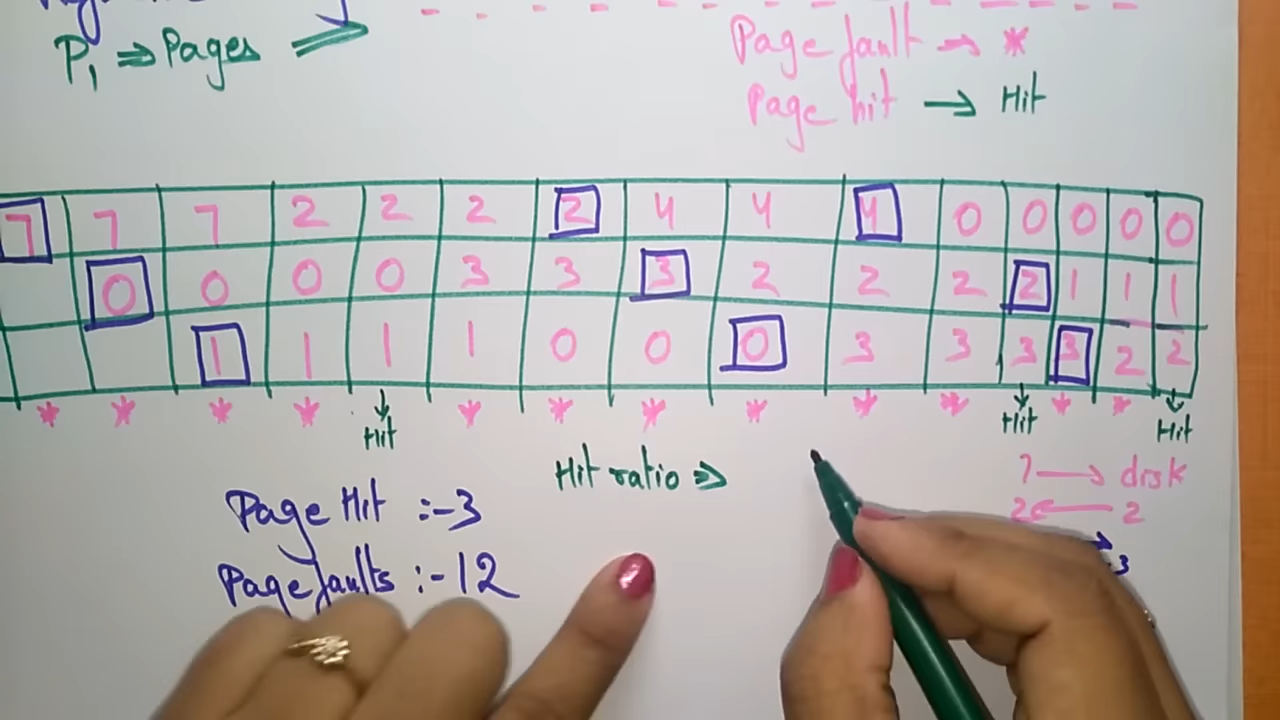 P1 ⇒ Pages ⇒
Page fault → *
Page hit → Hit
7 7 7 2 2 2 2 4 4 4 0 0 0 0 0
0 0 0 0 3 3 3 2 2 2 2 1 1 1
1 1 1 1 0 0 0 3 3 3 3 2 2
* * * * Hit * * * * * * Hit * * Hit
Hit ratio ⇒
7 → disk
2 ← 2
3
Page Hit :- 3
Page faults :- 12